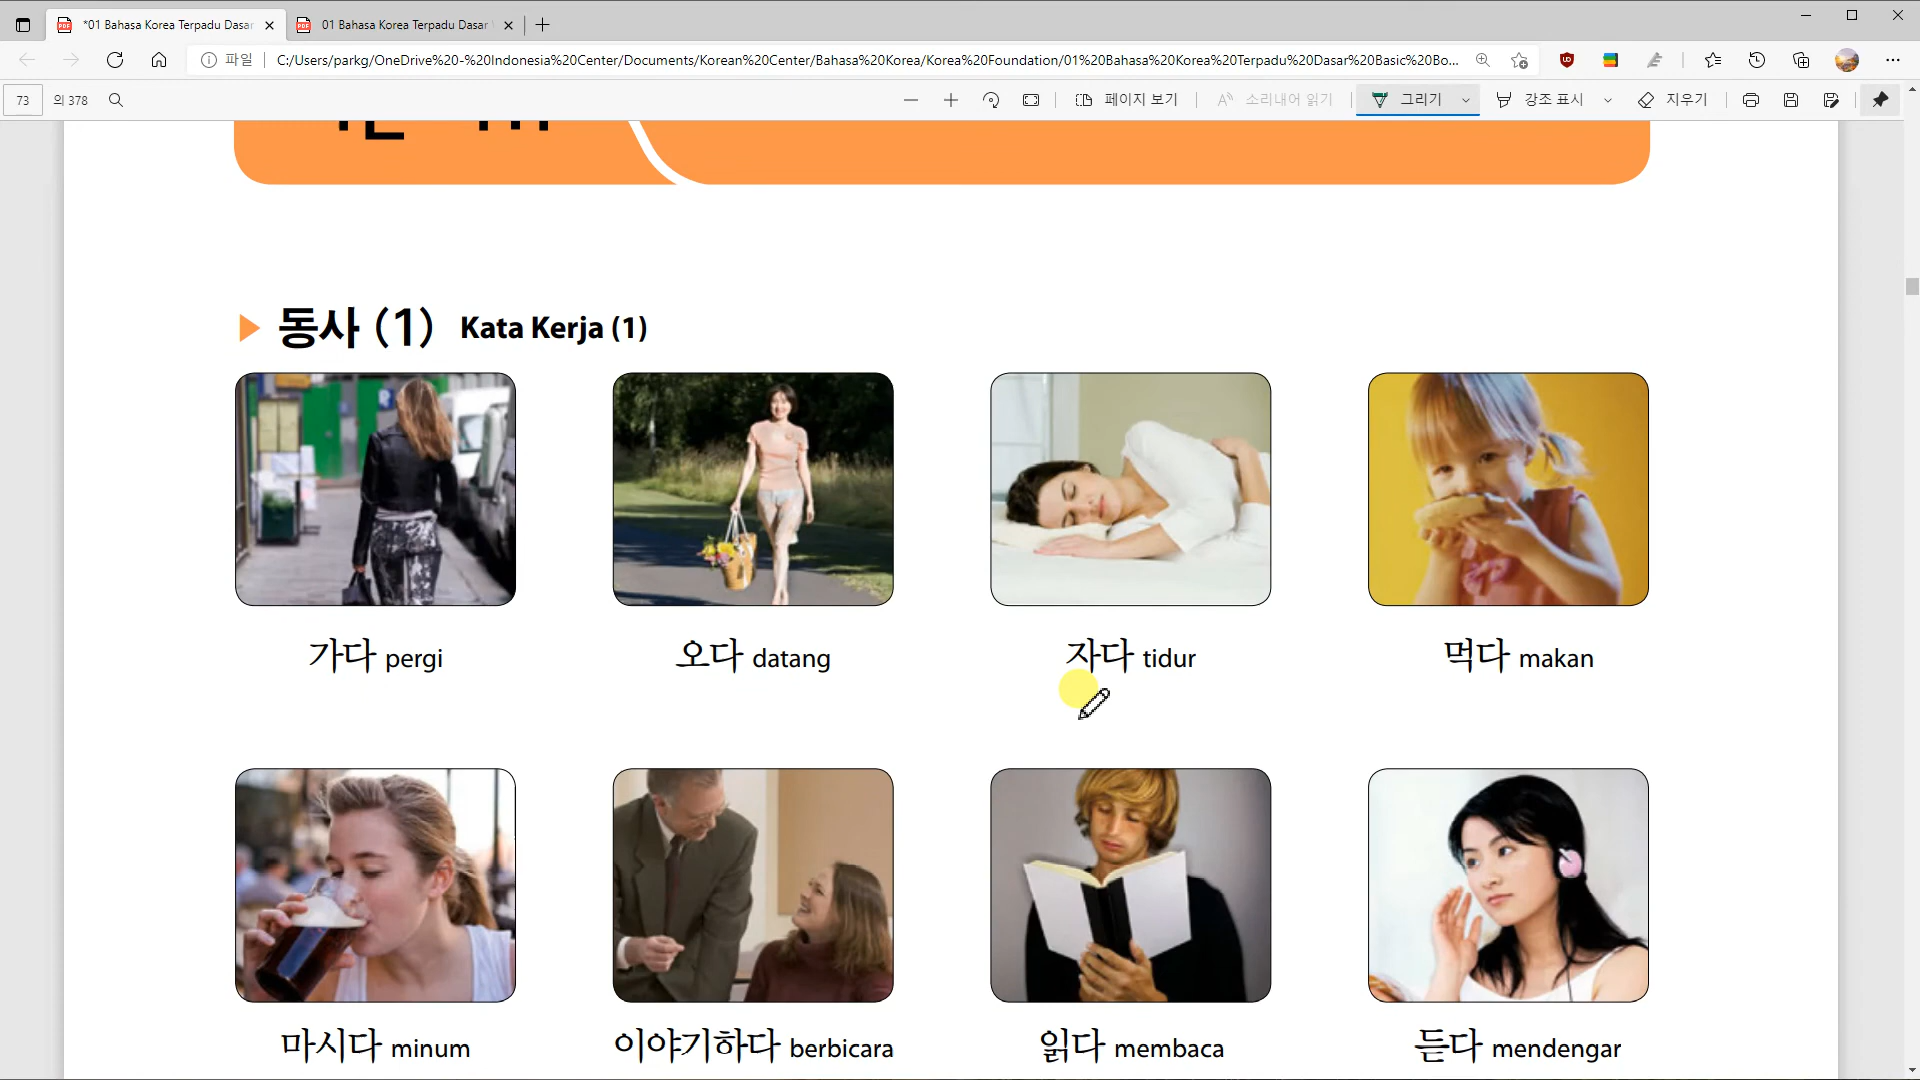 *01 Bahasa Korea Terpadu Dasar
01 Bahasa Korea Terpadu Dasar
파일
C:/Users/parkg/OneDrive%20-%20Indonesia%20Center/Documents/Korean%20Center/Bahasa%20Korea/Korea%20Foundation/01%20Bahasa%20Korea%20Terpadu%20Dasar%20Basic%20Bo...
73 의 378
페이지 보기
소리내어 읽기
그리기
강조 표시
지우기
동사 (1) Kata Kerja (1)
가다 pergi
오다 datang
자다 tidur
먹다 makan
마시다 minum
이야기하다 berbicara
읽다 membaca
듣다 mendengar